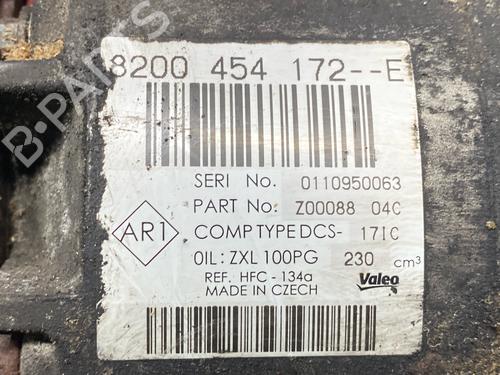 8200 454 172--E
SERI No. 0110950063
PART No. Z00088 04C
AR1
COMP TYPE DCS- 17IC
OIL: ZXL 100PG 230 cm³
REF. HFC - 134a
MADE IN CZECH
Valeo
B-PARTS